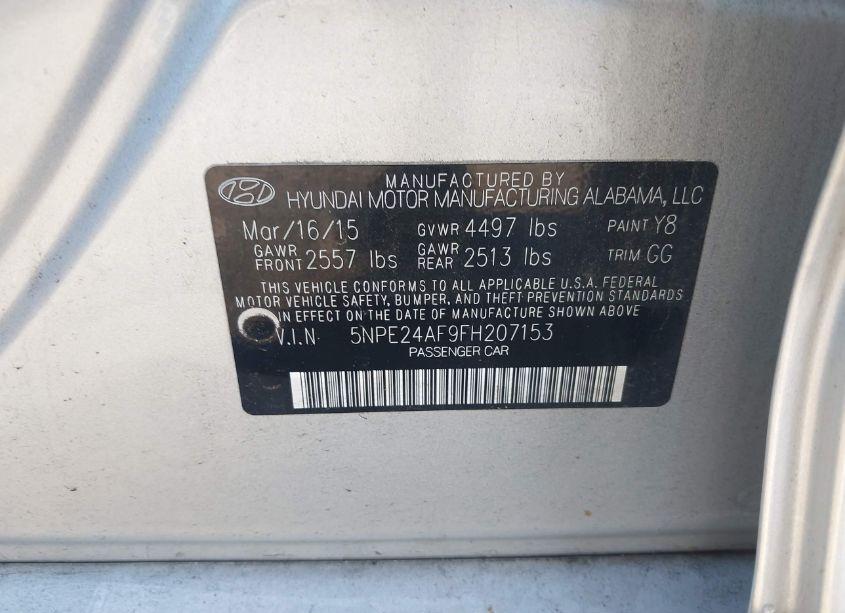 MANUFACTURED BY
HYUNDAI MOTOR MANUFACTURING ALABAMA, LLC
Mar/16/15 GVWR 4497 lbs PAINT Y8
GAWR FRONT 2557 lbs GAWR REAR 2513 lbs TRIM GG
THIS VEHICLE CONFORMS TO ALL APPLICABLE U.S.A. FEDERAL
MOTOR VEHICLE SAFETY, BUMPER, AND THEFT PREVENTION STANDARDS
IN EFFECT ON THE DATE OF MANUFACTURE SHOWN ABOVE
V.I.N 5NPE24AF9FH207153
PASSENGER CAR